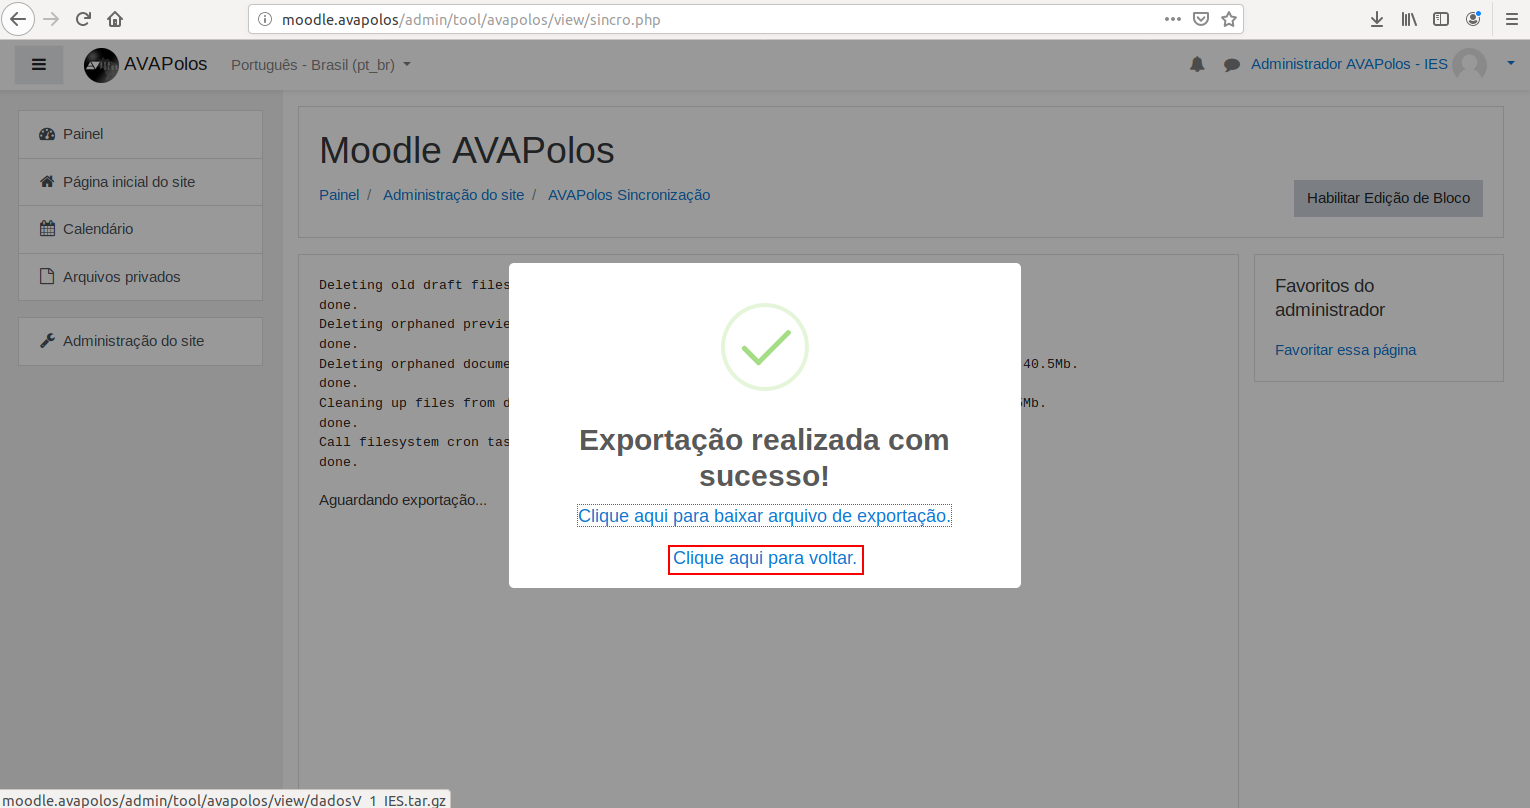 moodle.avapolos/admin/tool/avapolos/view/sincro.php
AVAPolos
Português - Brasil (pt_br)
Administrador AVAPolos - IES
Painel
Página inicial do site
Calendário
Arquivos privados
Administração do site
Moodle AVAPolos
Painel / Administração do site / AVAPolos Sincronização
Habilitar Edição de Bloco
Deleting old draft files
done.
Deleting orphaned previe
done.
Deleting orphaned docume 40.5Mb.
done.
Cleaning up files from d Mb.
done.
Call filesystem cron tas
done.
Aguardando exportação...
Exportação realizada com
sucesso!
Clique aqui para baixar arquivo de exportação.
Clique aqui para voltar.
Favoritos do
administrador
Favoritar essa página
moodle.avapolos/admin/tool/avapolos/view/dadosV_1_IES.tar.gz